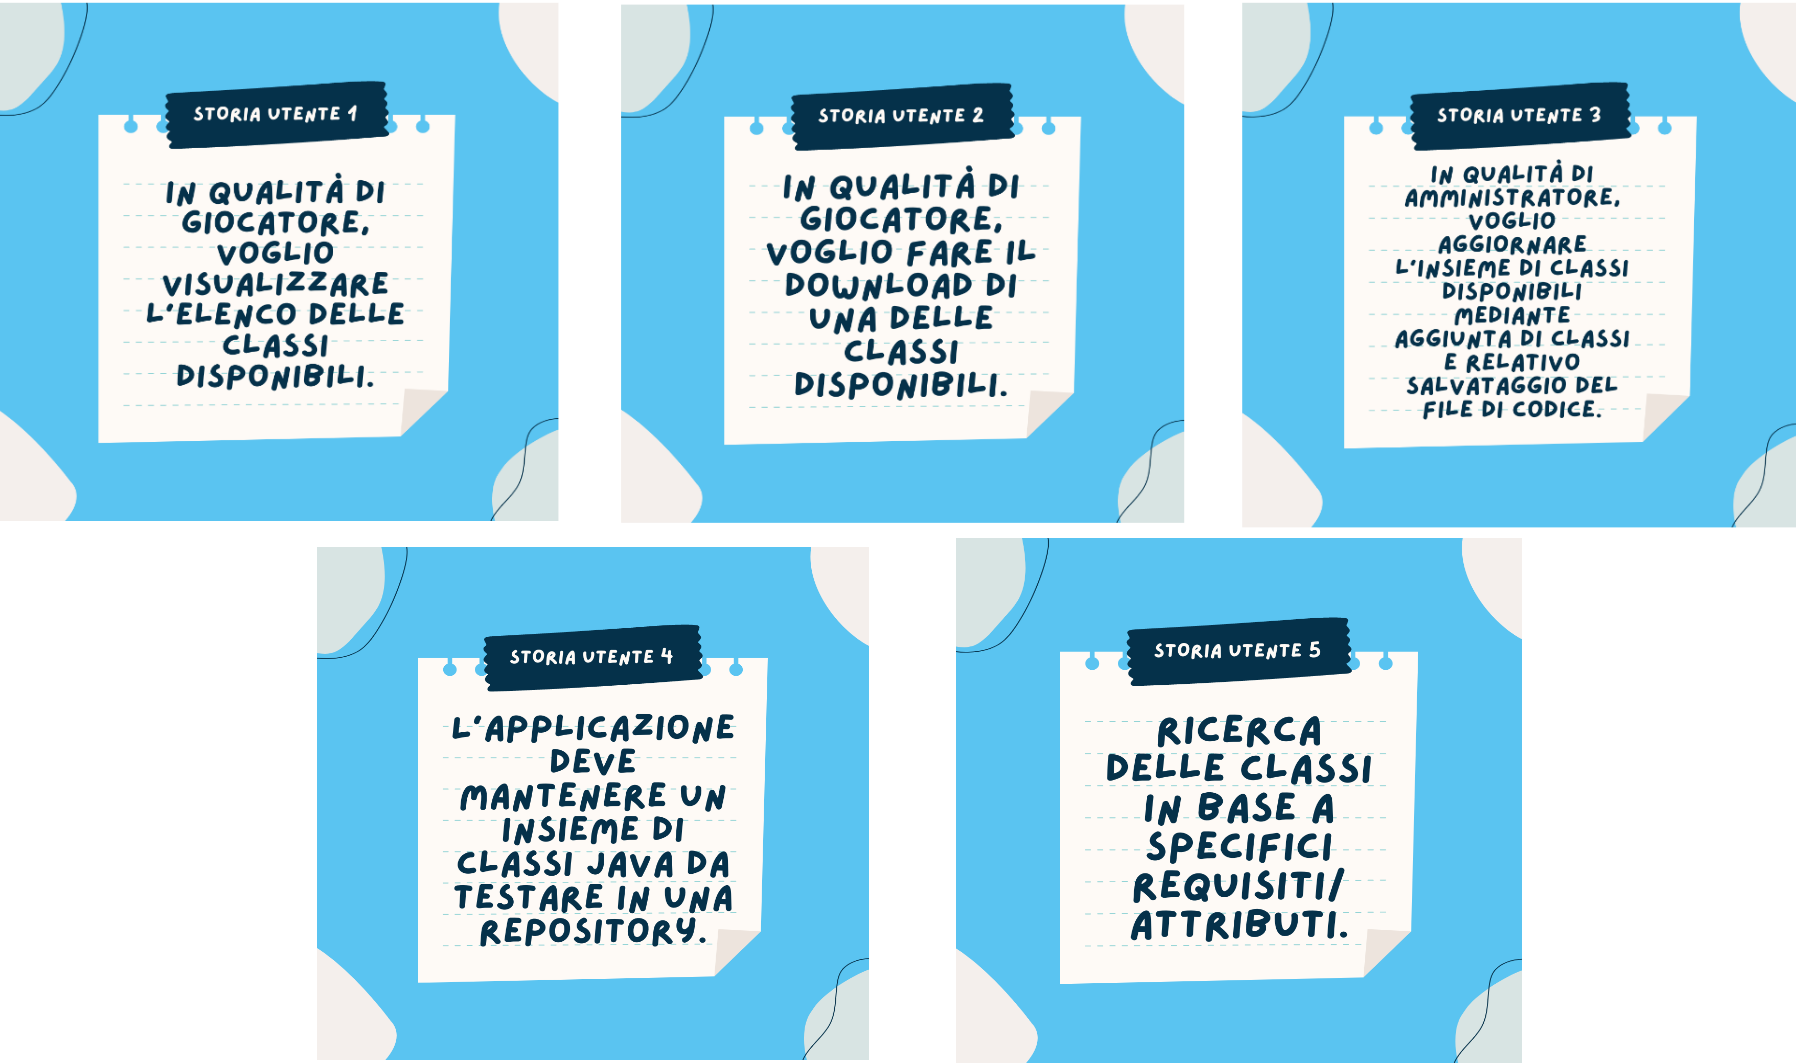 STORIA UTENTE 1
IN QUALITÀ DI
GIOCATORE,
VOGLIO
VISUALIZZARE
L'ELENCO DELLE
CLASSI
DISPONIBILI.
STORIA UTENTE 2
IN QUALITÀ DI
GIOCATORE,
VOGLIO FARE IL
DOWNLOAD DI
UNA DELLE
CLASSI
DISPONIBILI.
STORIA UTENTE 3
IN QUALITÀ DI
AMMINISTRATORE,
VOGLIO
AGGIORNARE
L'INSIEME DI CLASSI
DISPONIBILI
MEDIANTE
AGGIUNTA DI CLASSI
E RELATIVO
SALVATAGGIO DEL
FILE DI CODICE.
STORIA UTENTE 4
L'APPLICAZIONE
DEVE
MANTENERE UN
INSIEME DI
CLASSI JAVA DA
TESTARE IN UNA
REPOSITORY.
STORIA UTENTE 5
RICERCA
DELLE CLASSI
IN BASE A
SPECIFICI
REQUISITI/
ATTRIBUTI.